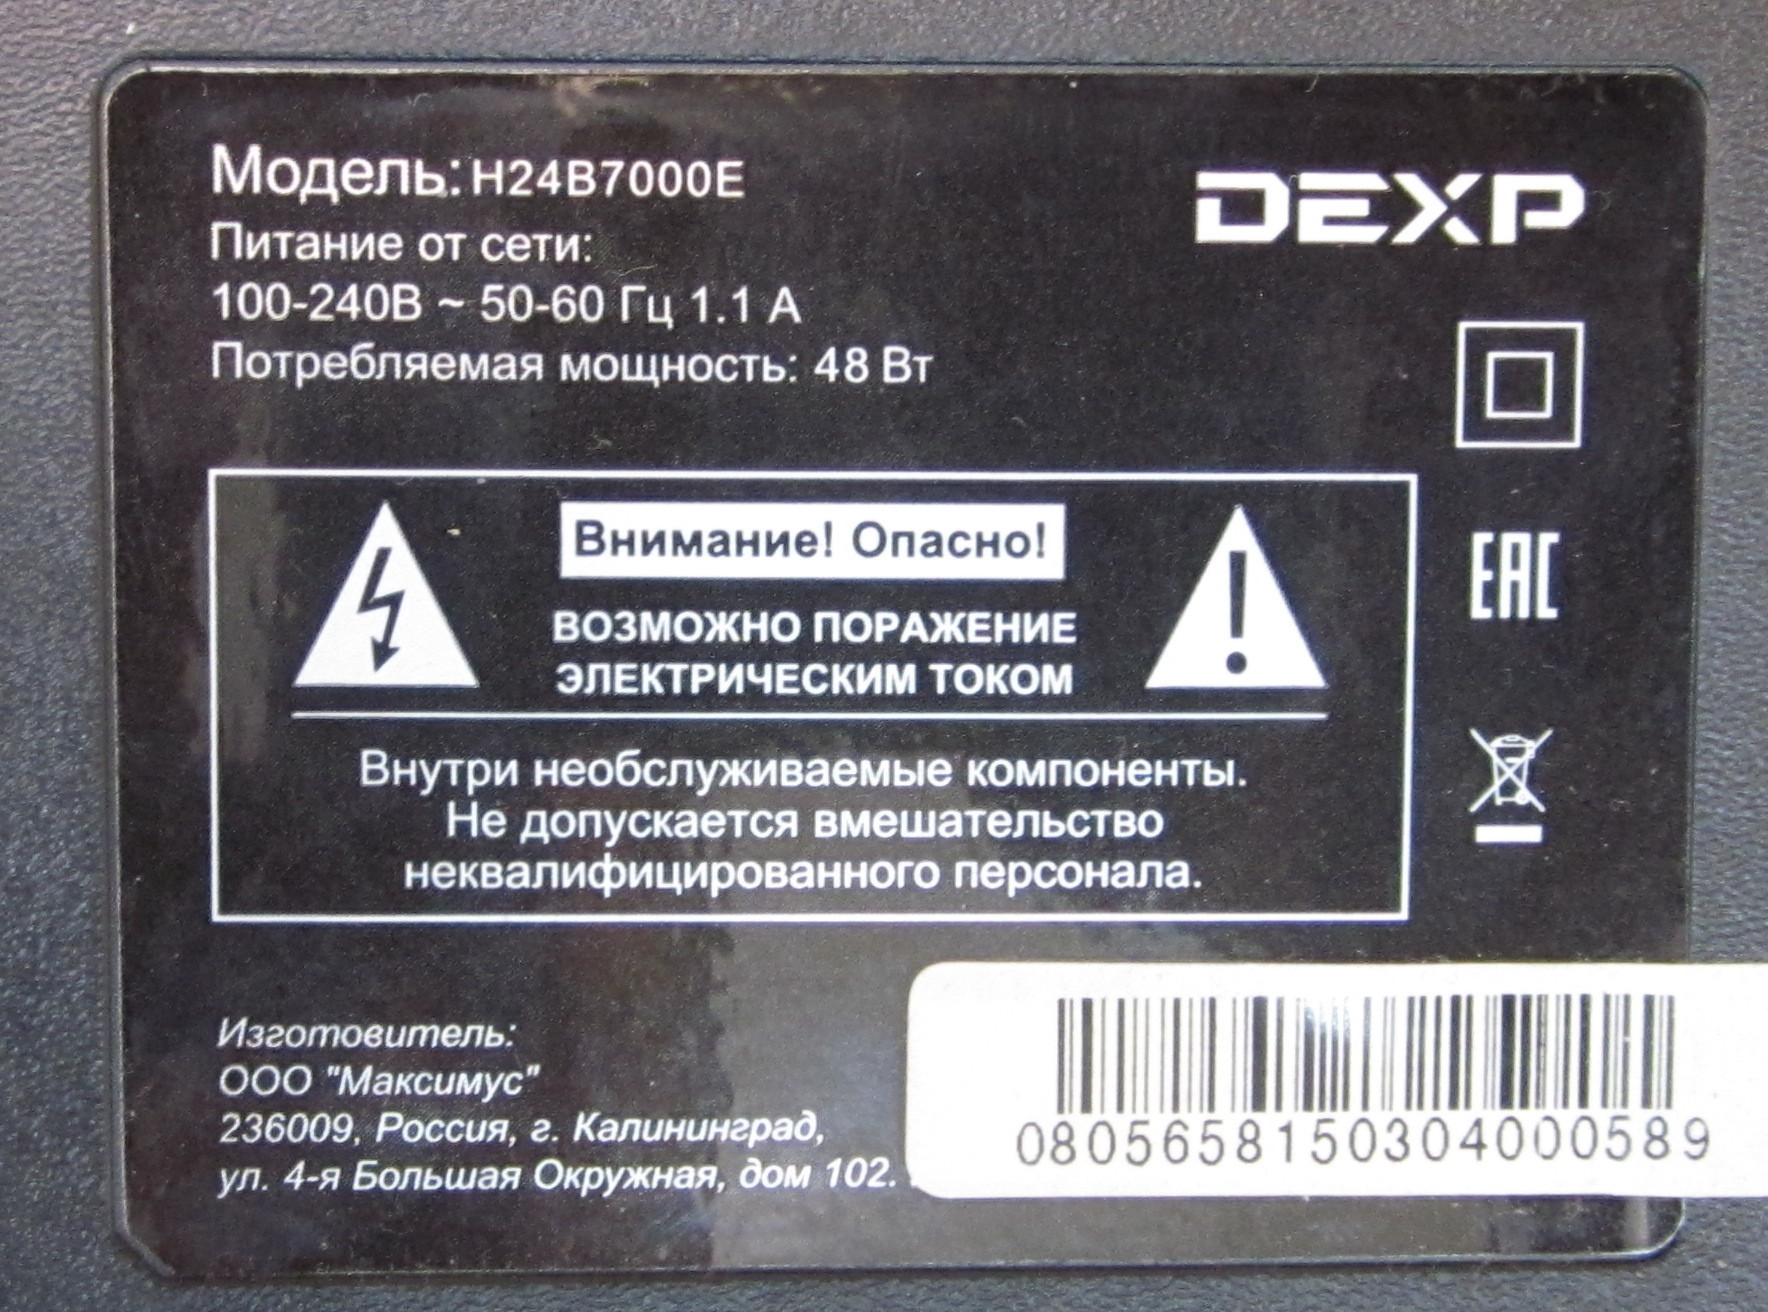 Модель: H24B7000E
DEXP
Питание от сети:
100-240В ~ 50-60 Гц 1.1 А
Потребляемая мощность: 48 Вт
Внимание! Опасно!
ВОЗМОЖНО ПОРАЖЕНИЕ
ЭЛЕКТРИЧЕСКИМ ТОКОМ
EAC
Внутри необслуживаемые компоненты.
Не допускается вмешательство
неквалифицированного персонала.
Изготовитель:
ООО "Максимус"
236009, Россия, г. Калининград,
ул. 4-я Большая Окружная, дом 102.
0805658150304000589